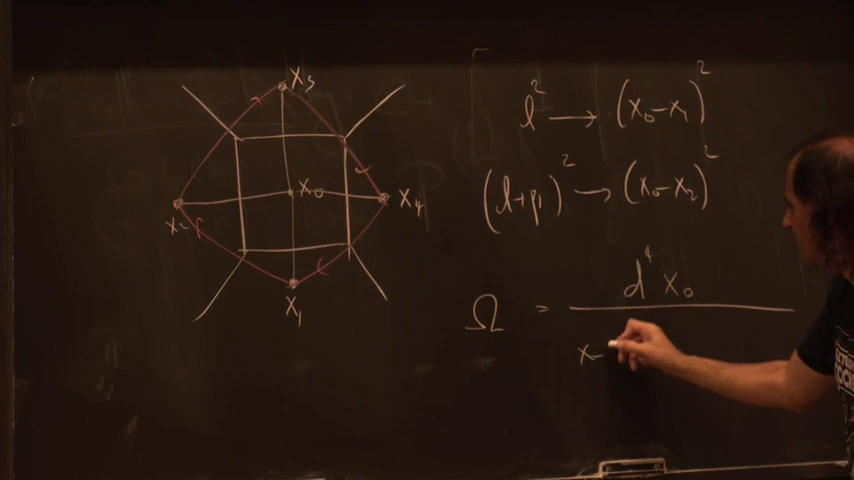 x₃
x₀
x₄
x₂
x₁
l² → (x₀-x₁)²
(l+p₁)² → (x₀-x₂)²
Ω = d⁴x₀
x